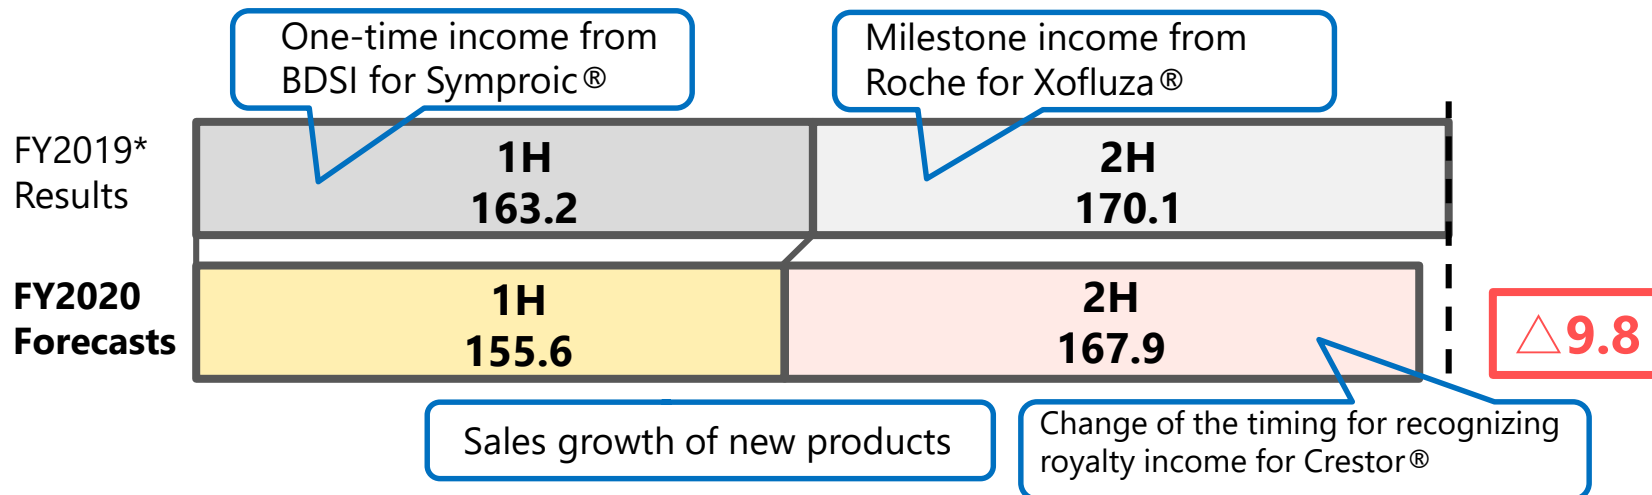 One-time income from
BDSI for Symproic®
Milestone income from
Roche for Xofluza®
FY2019*
Results
1H
163.2
2H
170.1
FY2020
Forecasts
1H
155.6
2H
167.9
△9.8
Sales growth of new products
Change of the timing for recognizing
royalty income for Crestor®